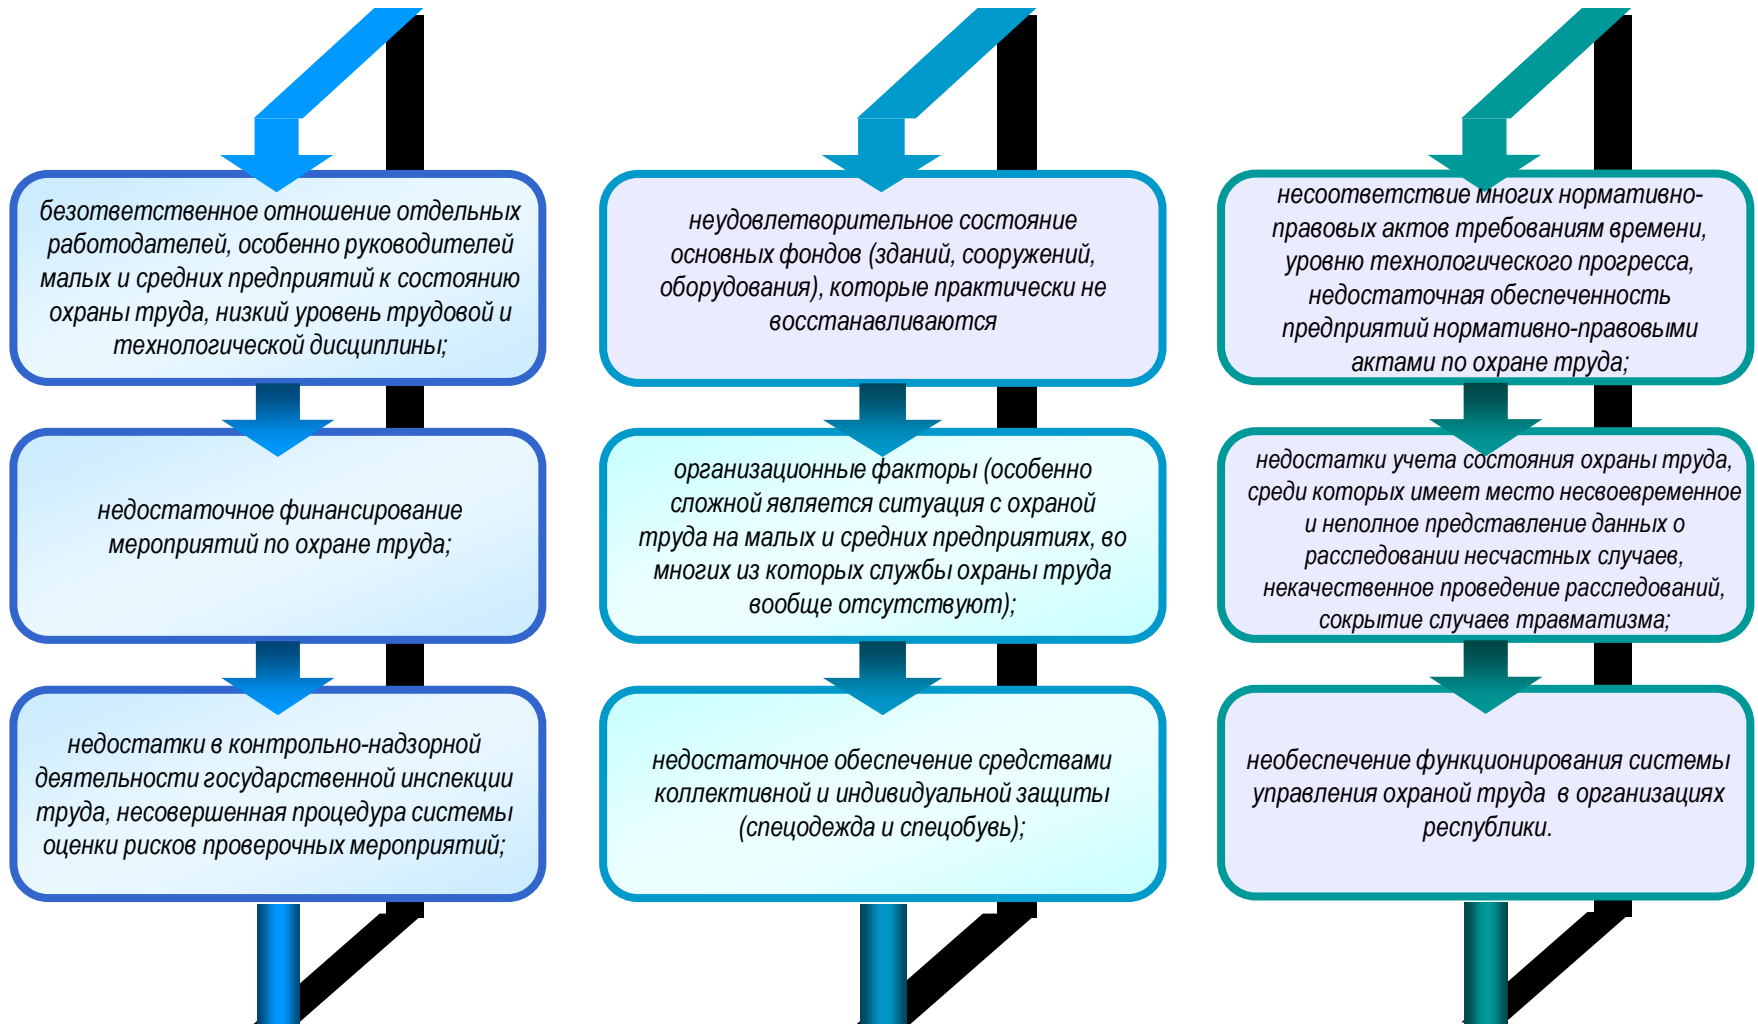 безответственное отношение отдельных
работодателей, особенно руководителей
малых и средних предприятий к состоянию
охраны труда, низкий уровень трудовой и
технологической дисциплины;
недостаточное финансирование
мероприятий по охране труда;
недостатки в контрольно-надзорной
деятельности государственной инспекции
труда, несовершенная процедура системы
оценки рисков проверочных мероприятий;
неудовлетворительное состояние
основных фондов (зданий, сооружений,
оборудования), которые практически не
восстанавливаются
организационные факторы (особенно
сложной является ситуация с охраной
труда на малых и средних предприятиях, во
многих из которых службы охраны труда
вообще отсутствуют);
недостаточное обеспечение средствами
коллективной и индивидуальной защиты
(спецодежда и спецобувь);
несоответствие многих нормативно-
правовых актов требованиям времени,
уровню технологического прогресса,
недостаточная обеспеченность
предприятий нормативно-правовыми
актами по охране труда;
недостатки учета состояния охраны труда,
среди которых имеет место несвоевременное
и неполное представление данных о
расследовании несчастных случаев,
некачественное проведение расследований,
сокрытие случаев травматизма;
необеспечение функционирования системы
управления охраной труда в организациях
республики.